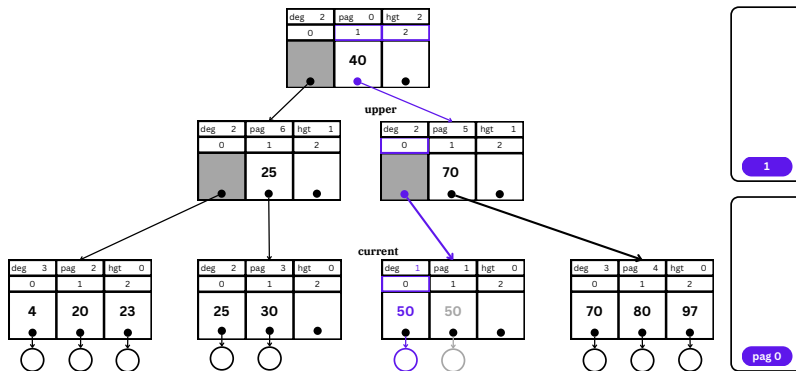 deg 2 pag 0 hgt 2
0 1 2
40
1
upper
deg 2 pag 6 hgt 1
0 1 2
25
deg 2 pag 5 hgt 1
0 1 2
70
current
deg 3 pag 2 hgt 0
0 1 2
4 20 23
deg 2 pag 3 hgt 0
0 1 2
25 30
deg 1 pag 1 hgt 0
0 1 2
50 50
deg 3 pag 4 hgt 0
0 1 2
70 80 97
pag 0